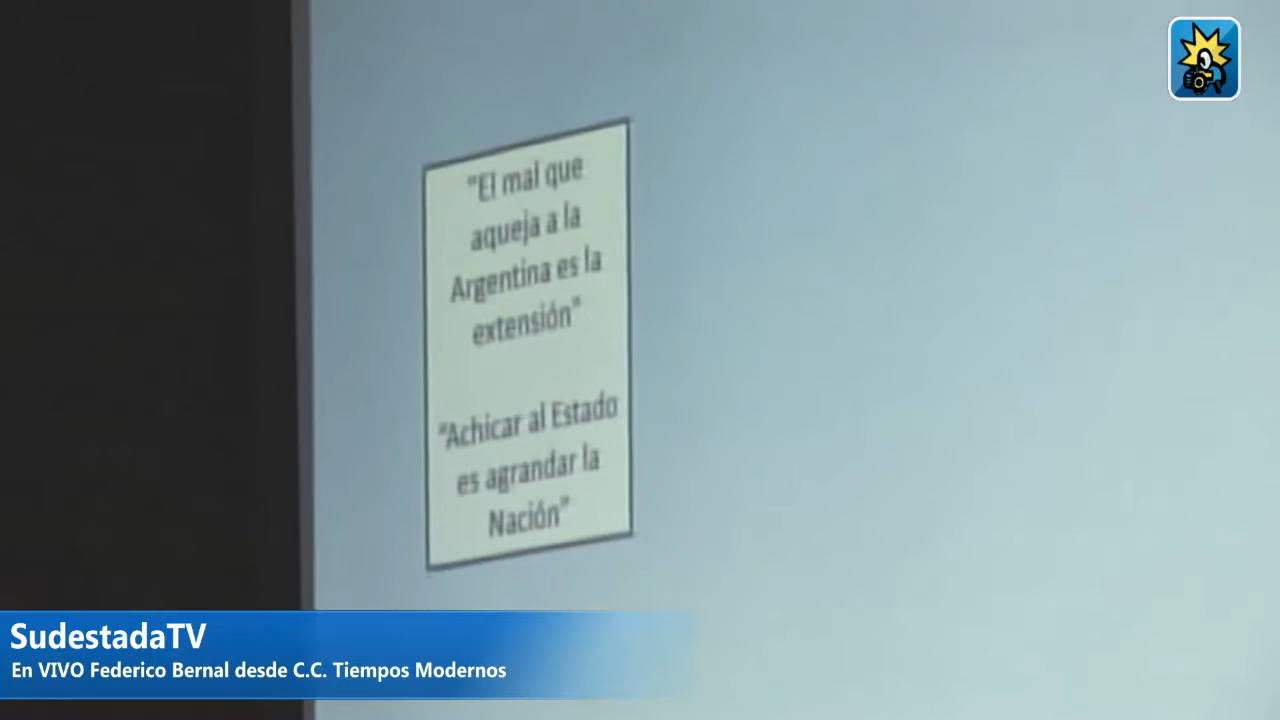 "El mal que
aqueja a la
Argentina es la
extensión"
"Achicar al Estado
es agrandar la
Nación"
SudestadaTV
En VIVO Federico Bernal desde C.C. Tiempos Modernos